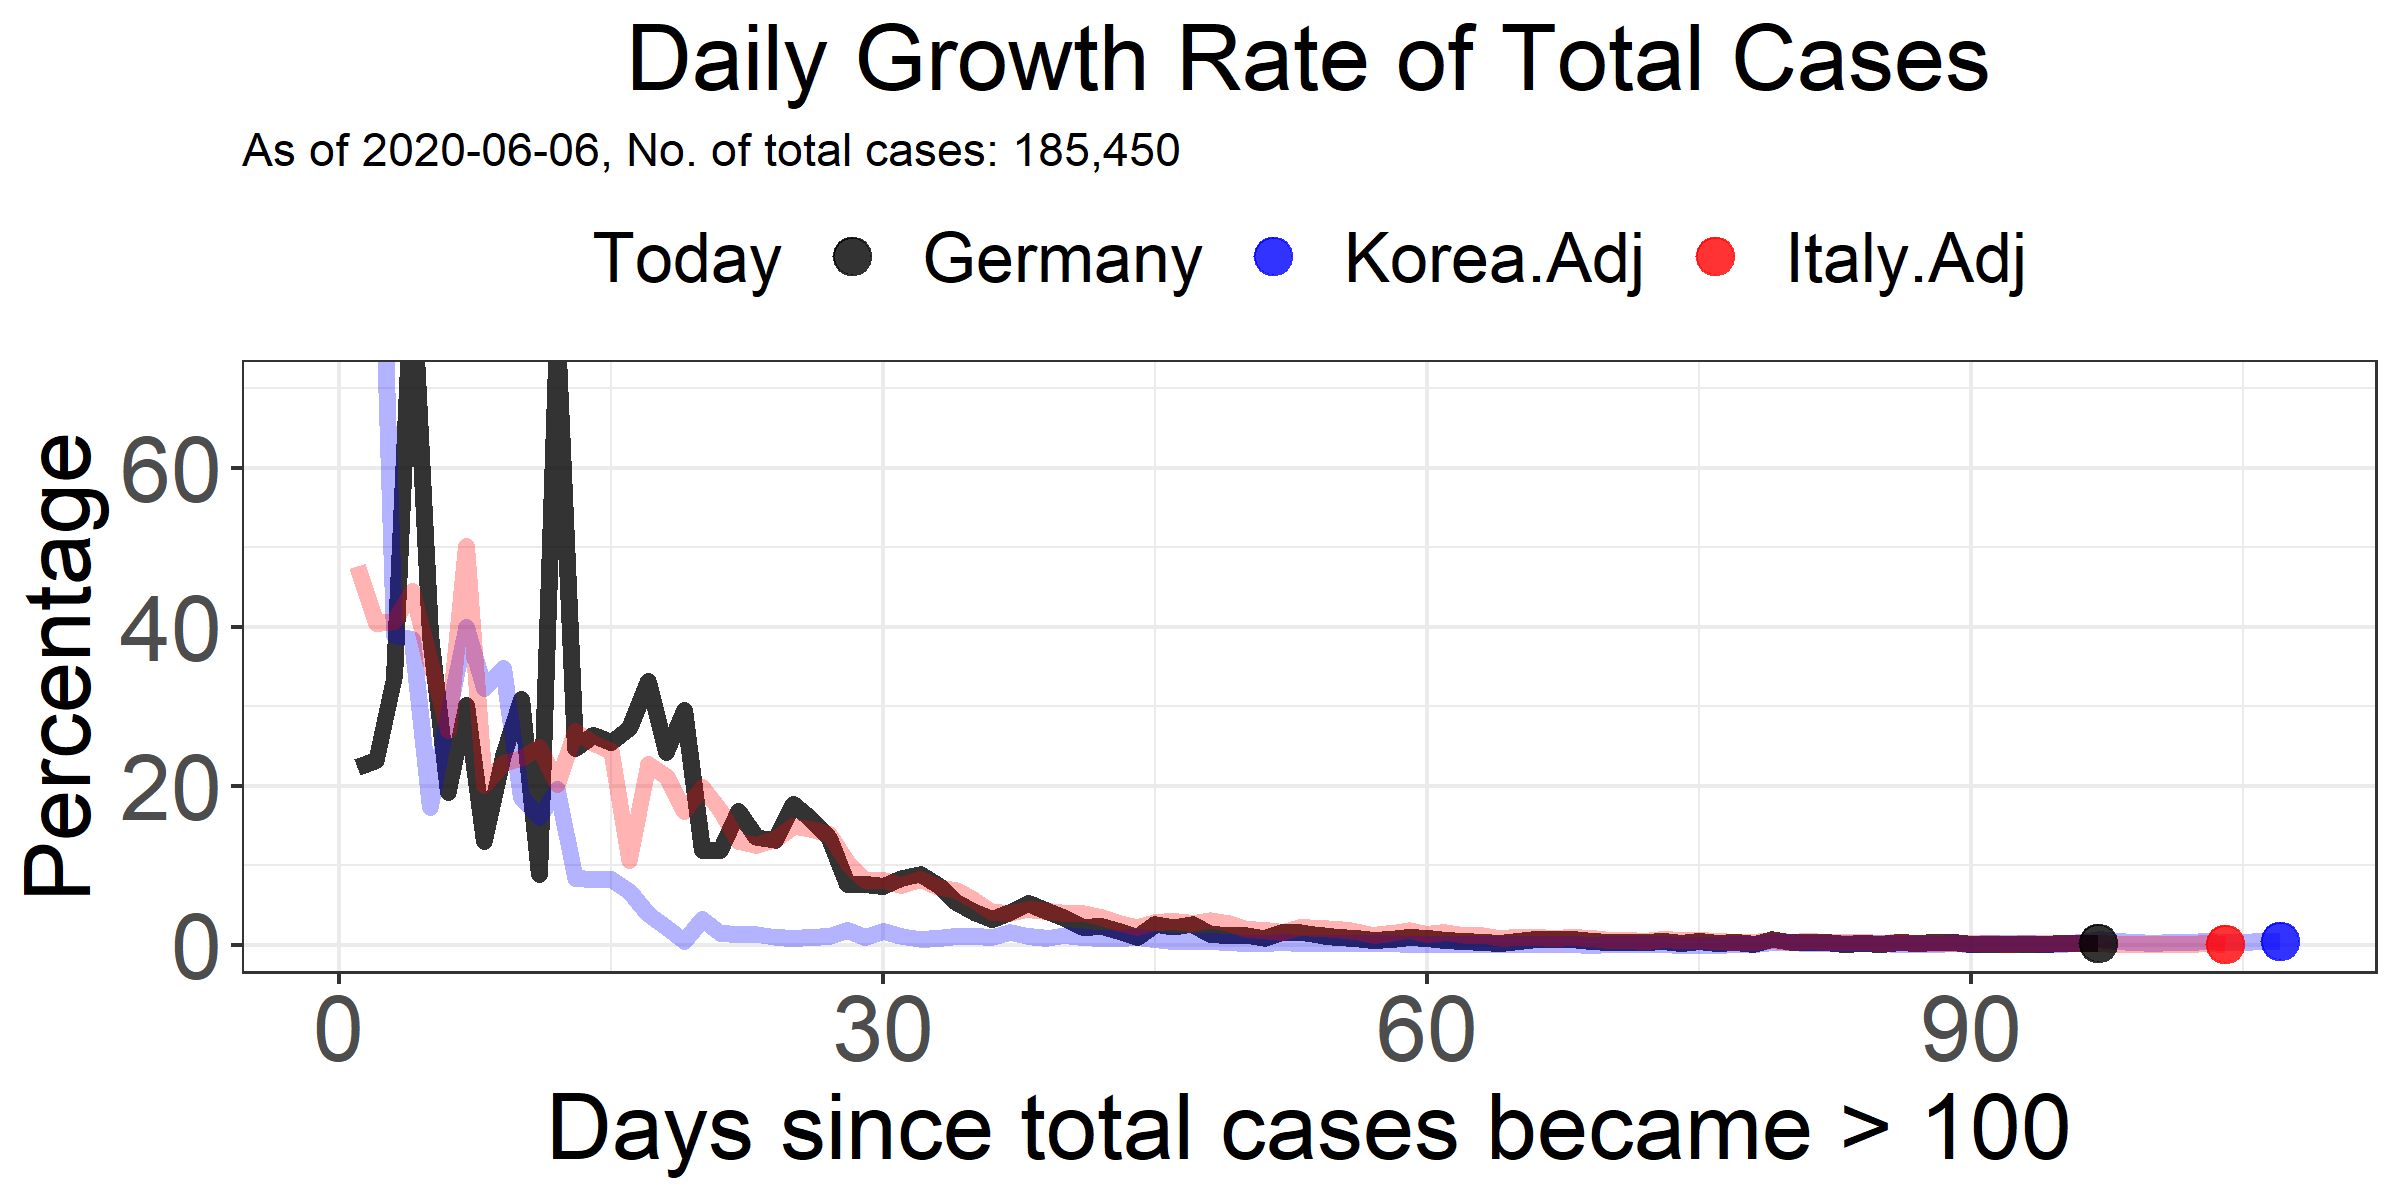 Daily Growth Rate of Total Cases
As of 2020-06-06, No. of total cases: 185,450
Today Germany Korea.Adj Italy.Adj
Percentage
60
40
20
0
0 30 60 90
Days since total cases became > 100